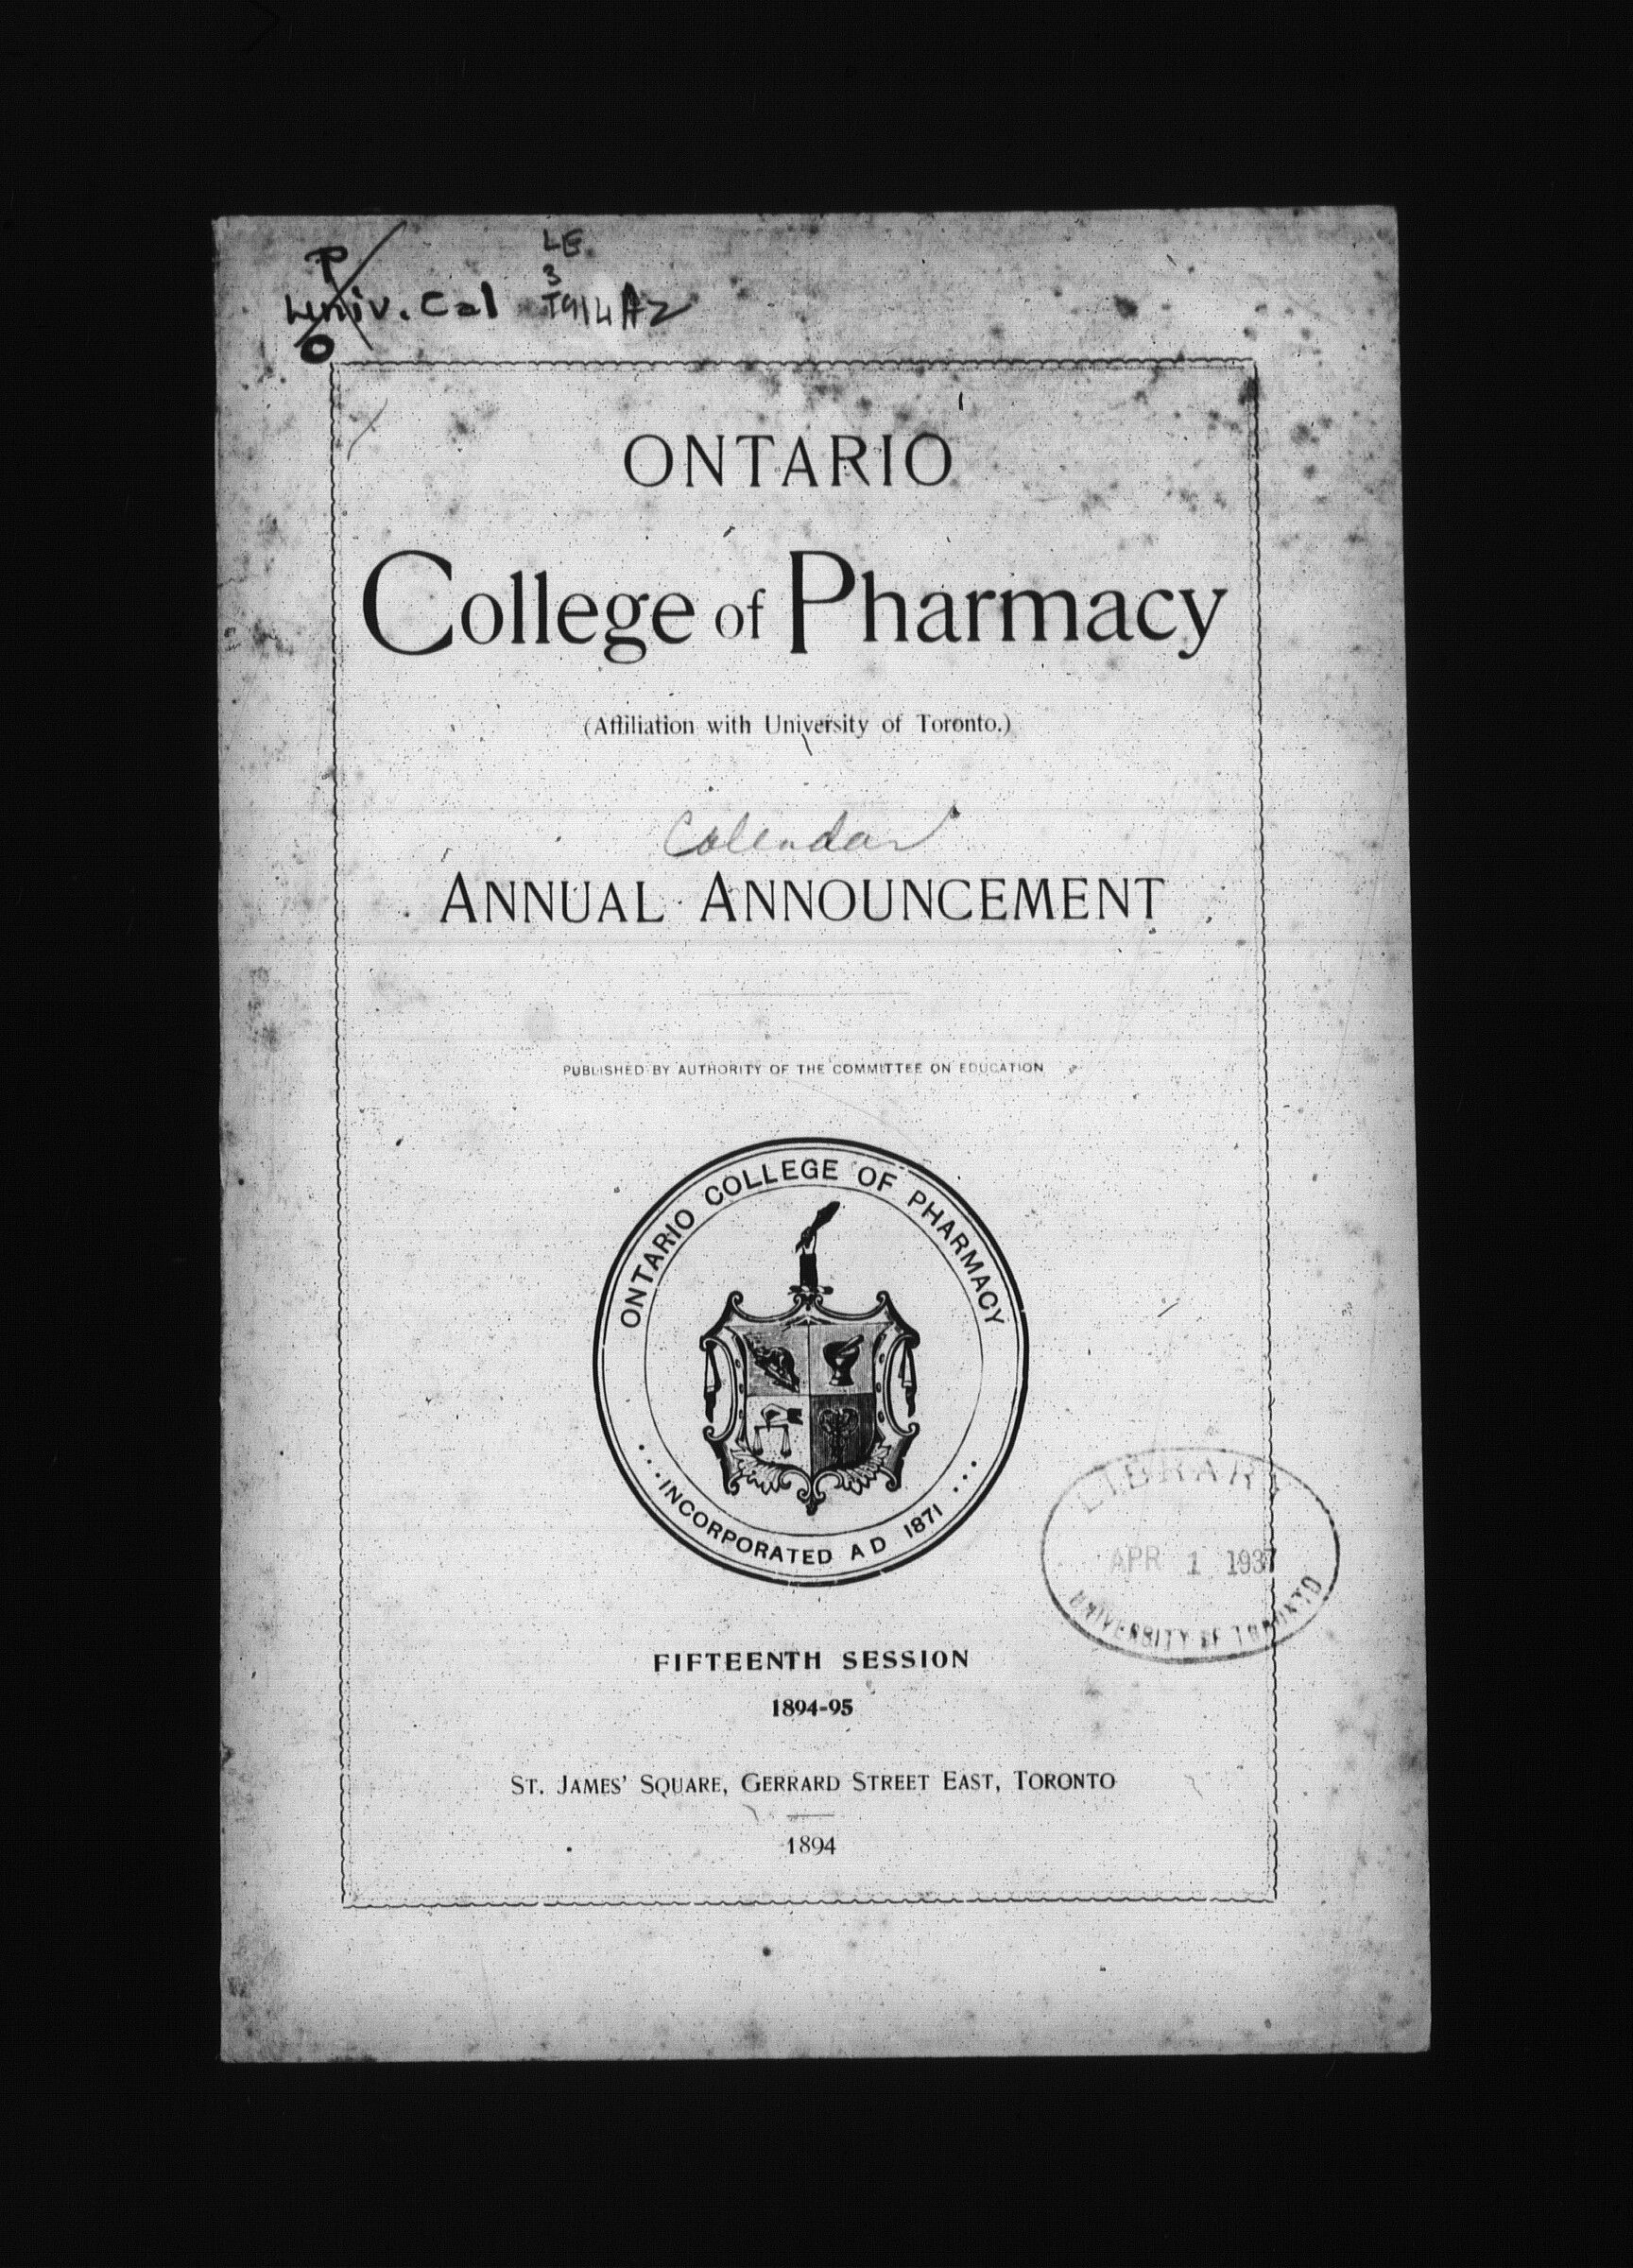 P
Univ. Cal
O
LE
3
T914A2
ONTARIO
College of Pharmacy
(Affiliation with University of Toronto.)
Calendar
ANNUAL ANNOUNCEMENT
PUBLISHED BY AUTHORITY OF THE COMMITTEE ON EDUCATION
ONTARIO COLLEGE OF PHARMACY
INCORPORATED AD 1871
LIBRARY
APR 1 1937
UNIVERSITY OF TORONTO
FIFTEENTH SESSION
1894-95
ST. JAMES' SQUARE, GERRARD STREET EAST, TORONTO
1894